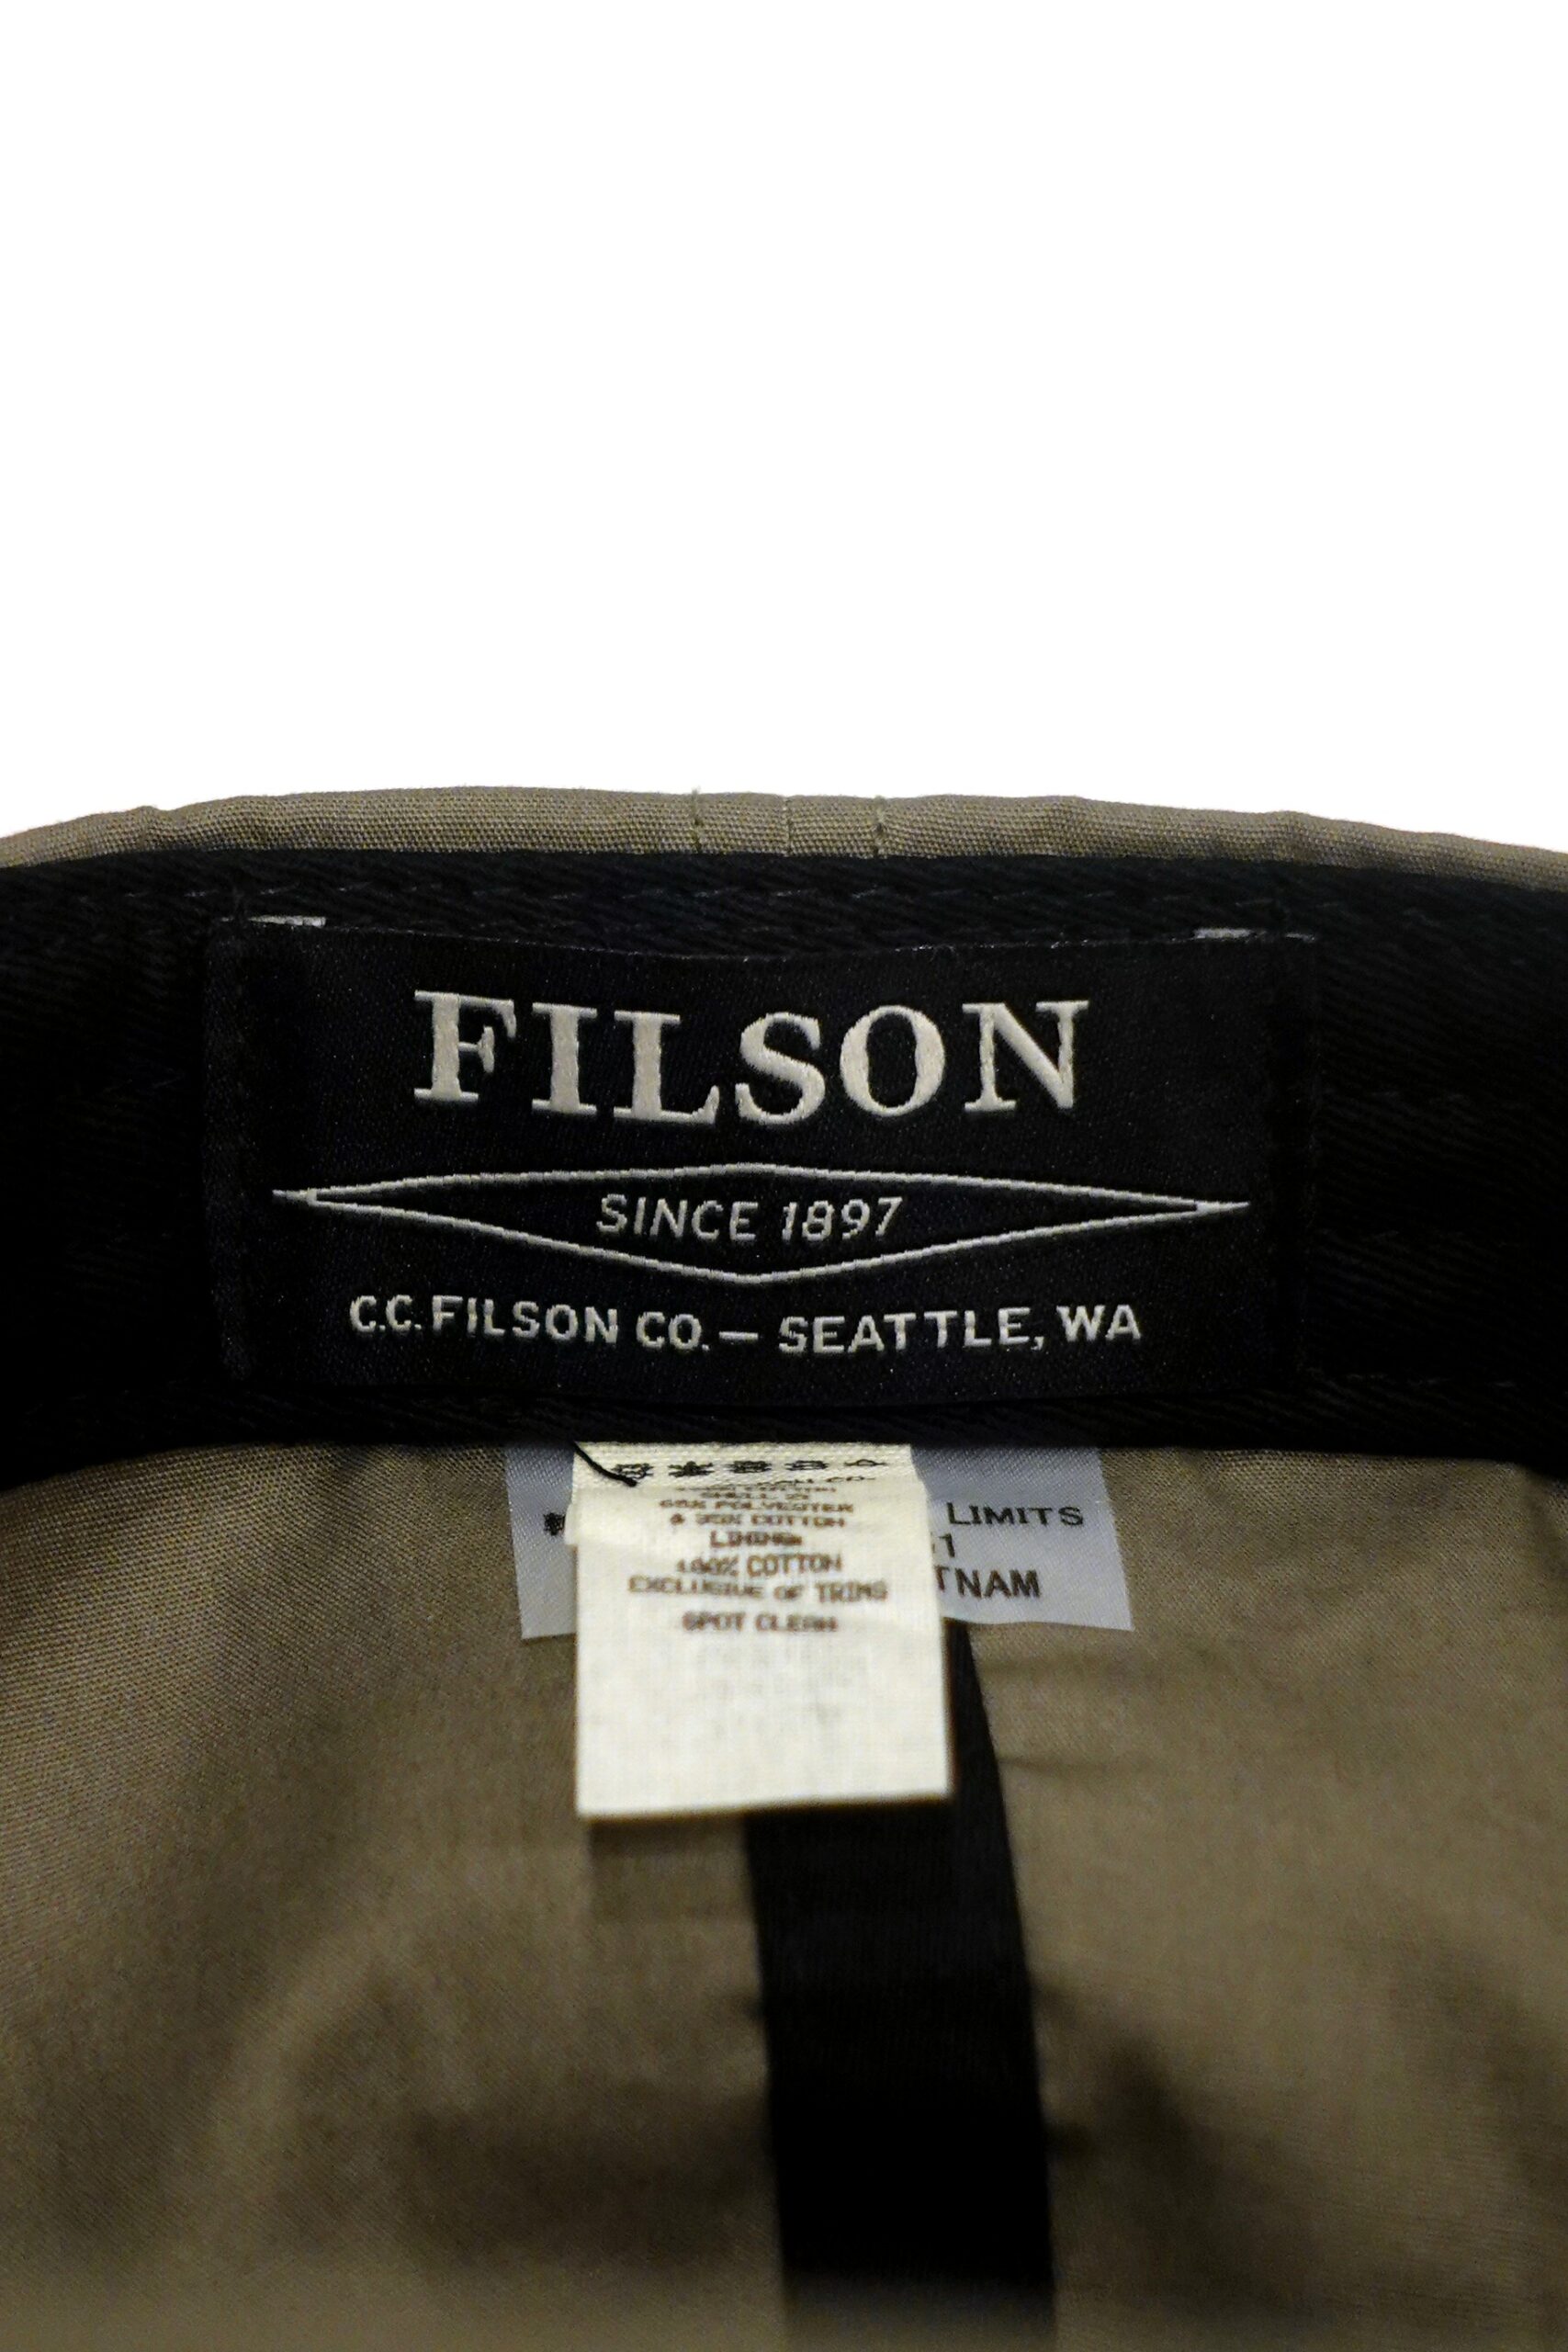 FILSON
SINCE 1897
C.C. FILSON CO. — SEATTLE, WA
65% POLYESTER
& 35% COTTON
LINING:
100% COTTON
EXCLUSIVE OF TRIMS
SPOT CLEAN
LIMITS